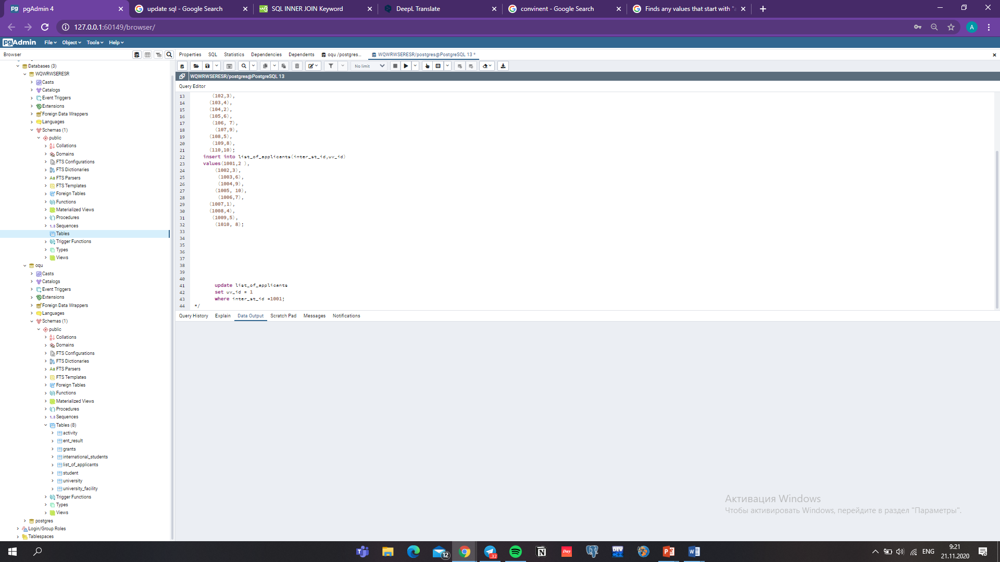 pgAdmin 4
update sql - Google Search
SQL INNER JOIN Keyword
DeepL Translate
convinent - Google Search
Finds any values that start with "a
127.0.0.1:60149/browser/
A
pgAdmin
File
Object
Tools
Help
Browser
Properties
SQL
Statistics
Dependencies
Dependents
oqu /postgres...
WQWRWSERESR/postgres@PostgreSQL 13 *
No limit
WQWRWSERESR/postgres@PostgreSQL 13
Query Editor
Databases (3)
WQWRWSERESR
Casts
Catalogs
Event Triggers
Extensions
Foreign Data Wrappers
Languages
Schemas (1)
public
Collations
Domains
FTS Configurations
FTS Dictionaries
FTS Parsers
FTS Templates
Foreign Tables
Functions
Materialized Views
Procedures
Sequences
Tables
Trigger Functions
Types
Views
oqu
Casts
Catalogs
Event Triggers
Extensions
Foreign Data Wrappers
Languages
Schemas (1)
public
Collations
Domains
FTS Configurations
FTS Dictionaries
FTS Parsers
FTS Templates
Foreign Tables
Functions
Materialized Views
Procedures
Sequences
Tables (8)
activity
ent_result
grants
international_students
list_of_applicants
student
university
university_facility
Trigger Functions
Types
Views
postgres
Login/Group Roles
Tablespaces
13 (102,3),
14 (103,4),
15 (104,2),
16 (105,6),
17 (106, 7),
18 (107,9),
19 (108,5),
20 (109,8),
21 (110,10);
22 insert into list_of_applicants(inter_st_id,uv_id)
23 values(1001,2 ),
24 (1002,3),
25 (1003,6),
26 (1004,9),
27 (1005, 10),
28 (1006,7),
29 (1007,1),
30 (1008,4),
31 (1009,5),
32 (1010, 8);
33
34
35
36
37
38
39
40
41 update list_of_applicants
42 set uv_id = 1
43 where inter_st_id =1001;
44 */
Query History
Explain
Data Output
Scratch Pad
Messages
Notifications
Активация Windows
Чтобы активировать Windows, перейдите в раздел "Параметры".
12
.32
Day
DEV
ENG
9:21
21.11.2020